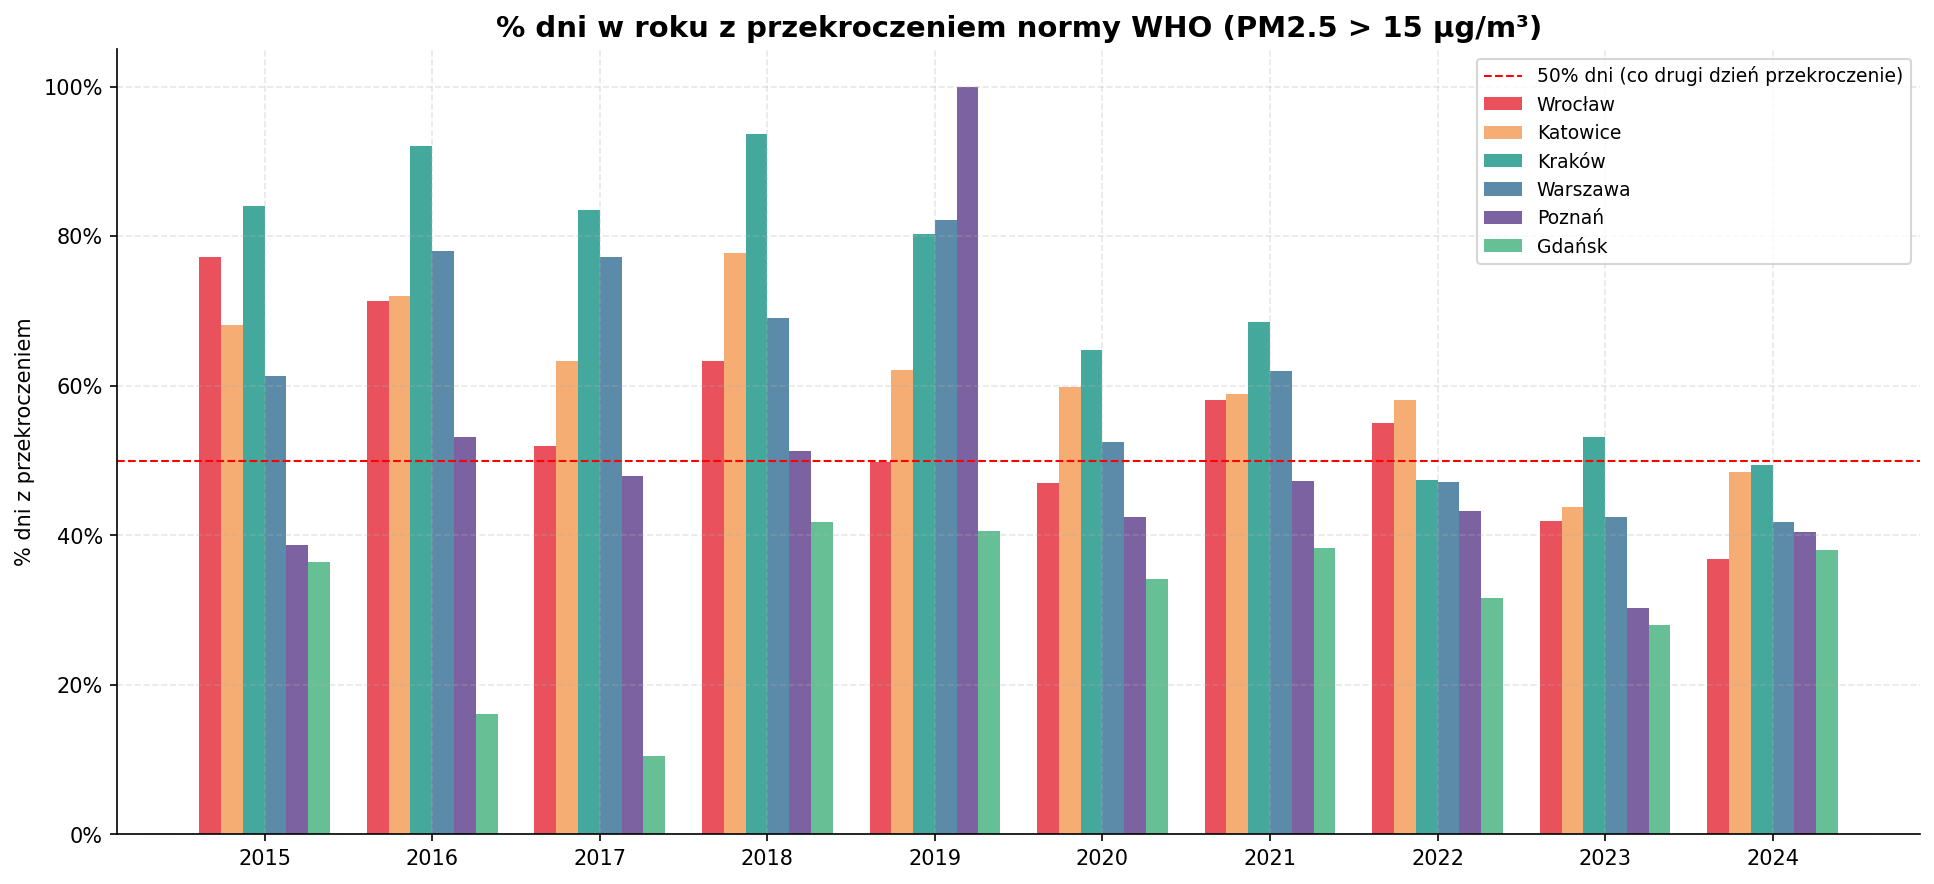 % dni w roku z przekroczeniem normy WHO (PM2.5 > 15 µg/m³)
% dni z przekroczeniem
100%
80%
60%
40%
20%
0%
50% dni (co drugi dzień przekroczenie)
Wrocław
Katowice
Kraków
Warszawa
Poznań
Gdańsk
2015 2016 2017 2018 2019 2020 2021 2022 2023 2024